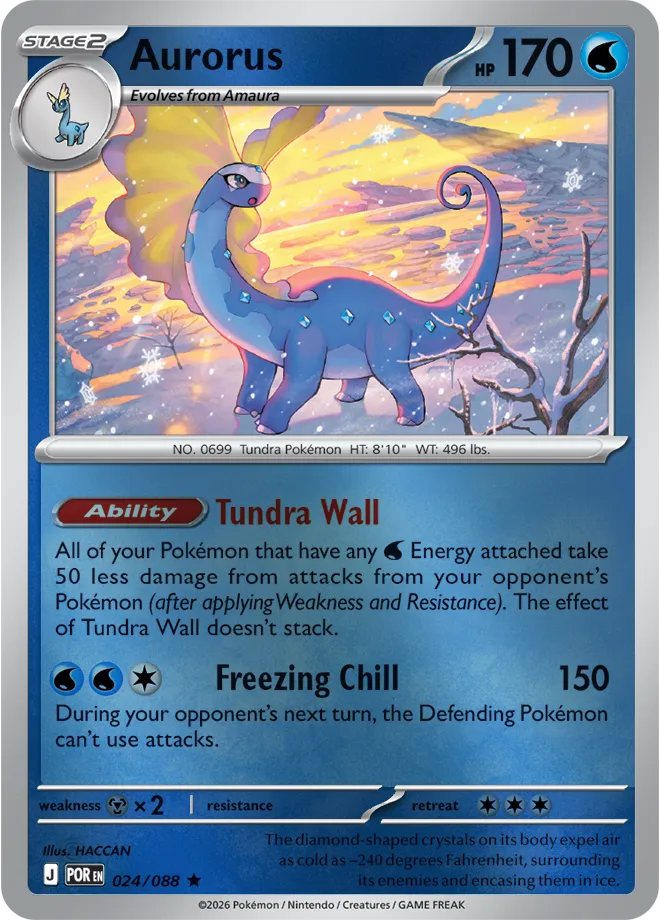 STAGE2
Aurorus
HP 170
Evolves from Amaura
NO. 0699 Tundra Pokémon HT: 8'10" WT: 496 lbs.
Ability Tundra Wall
All of your Pokémon that have any Energy attached take
50 less damage from attacks from your opponent's
Pokémon (after applying Weakness and Resistance). The effect
of Tundra Wall doesn't stack.
Freezing Chill 150
During your opponent's next turn, the Defending Pokémon
can't use attacks.
weakness ×2 resistance retreat
Illus. HACCAN
The diamond-shaped crystals on its body expel air
as cold as −240 degrees Fahrenheit, surrounding
its enemies and encasing them in ice.
J POR EN 024/088 ★
©2026 Pokémon / Nintendo / Creatures / GAME FREAK